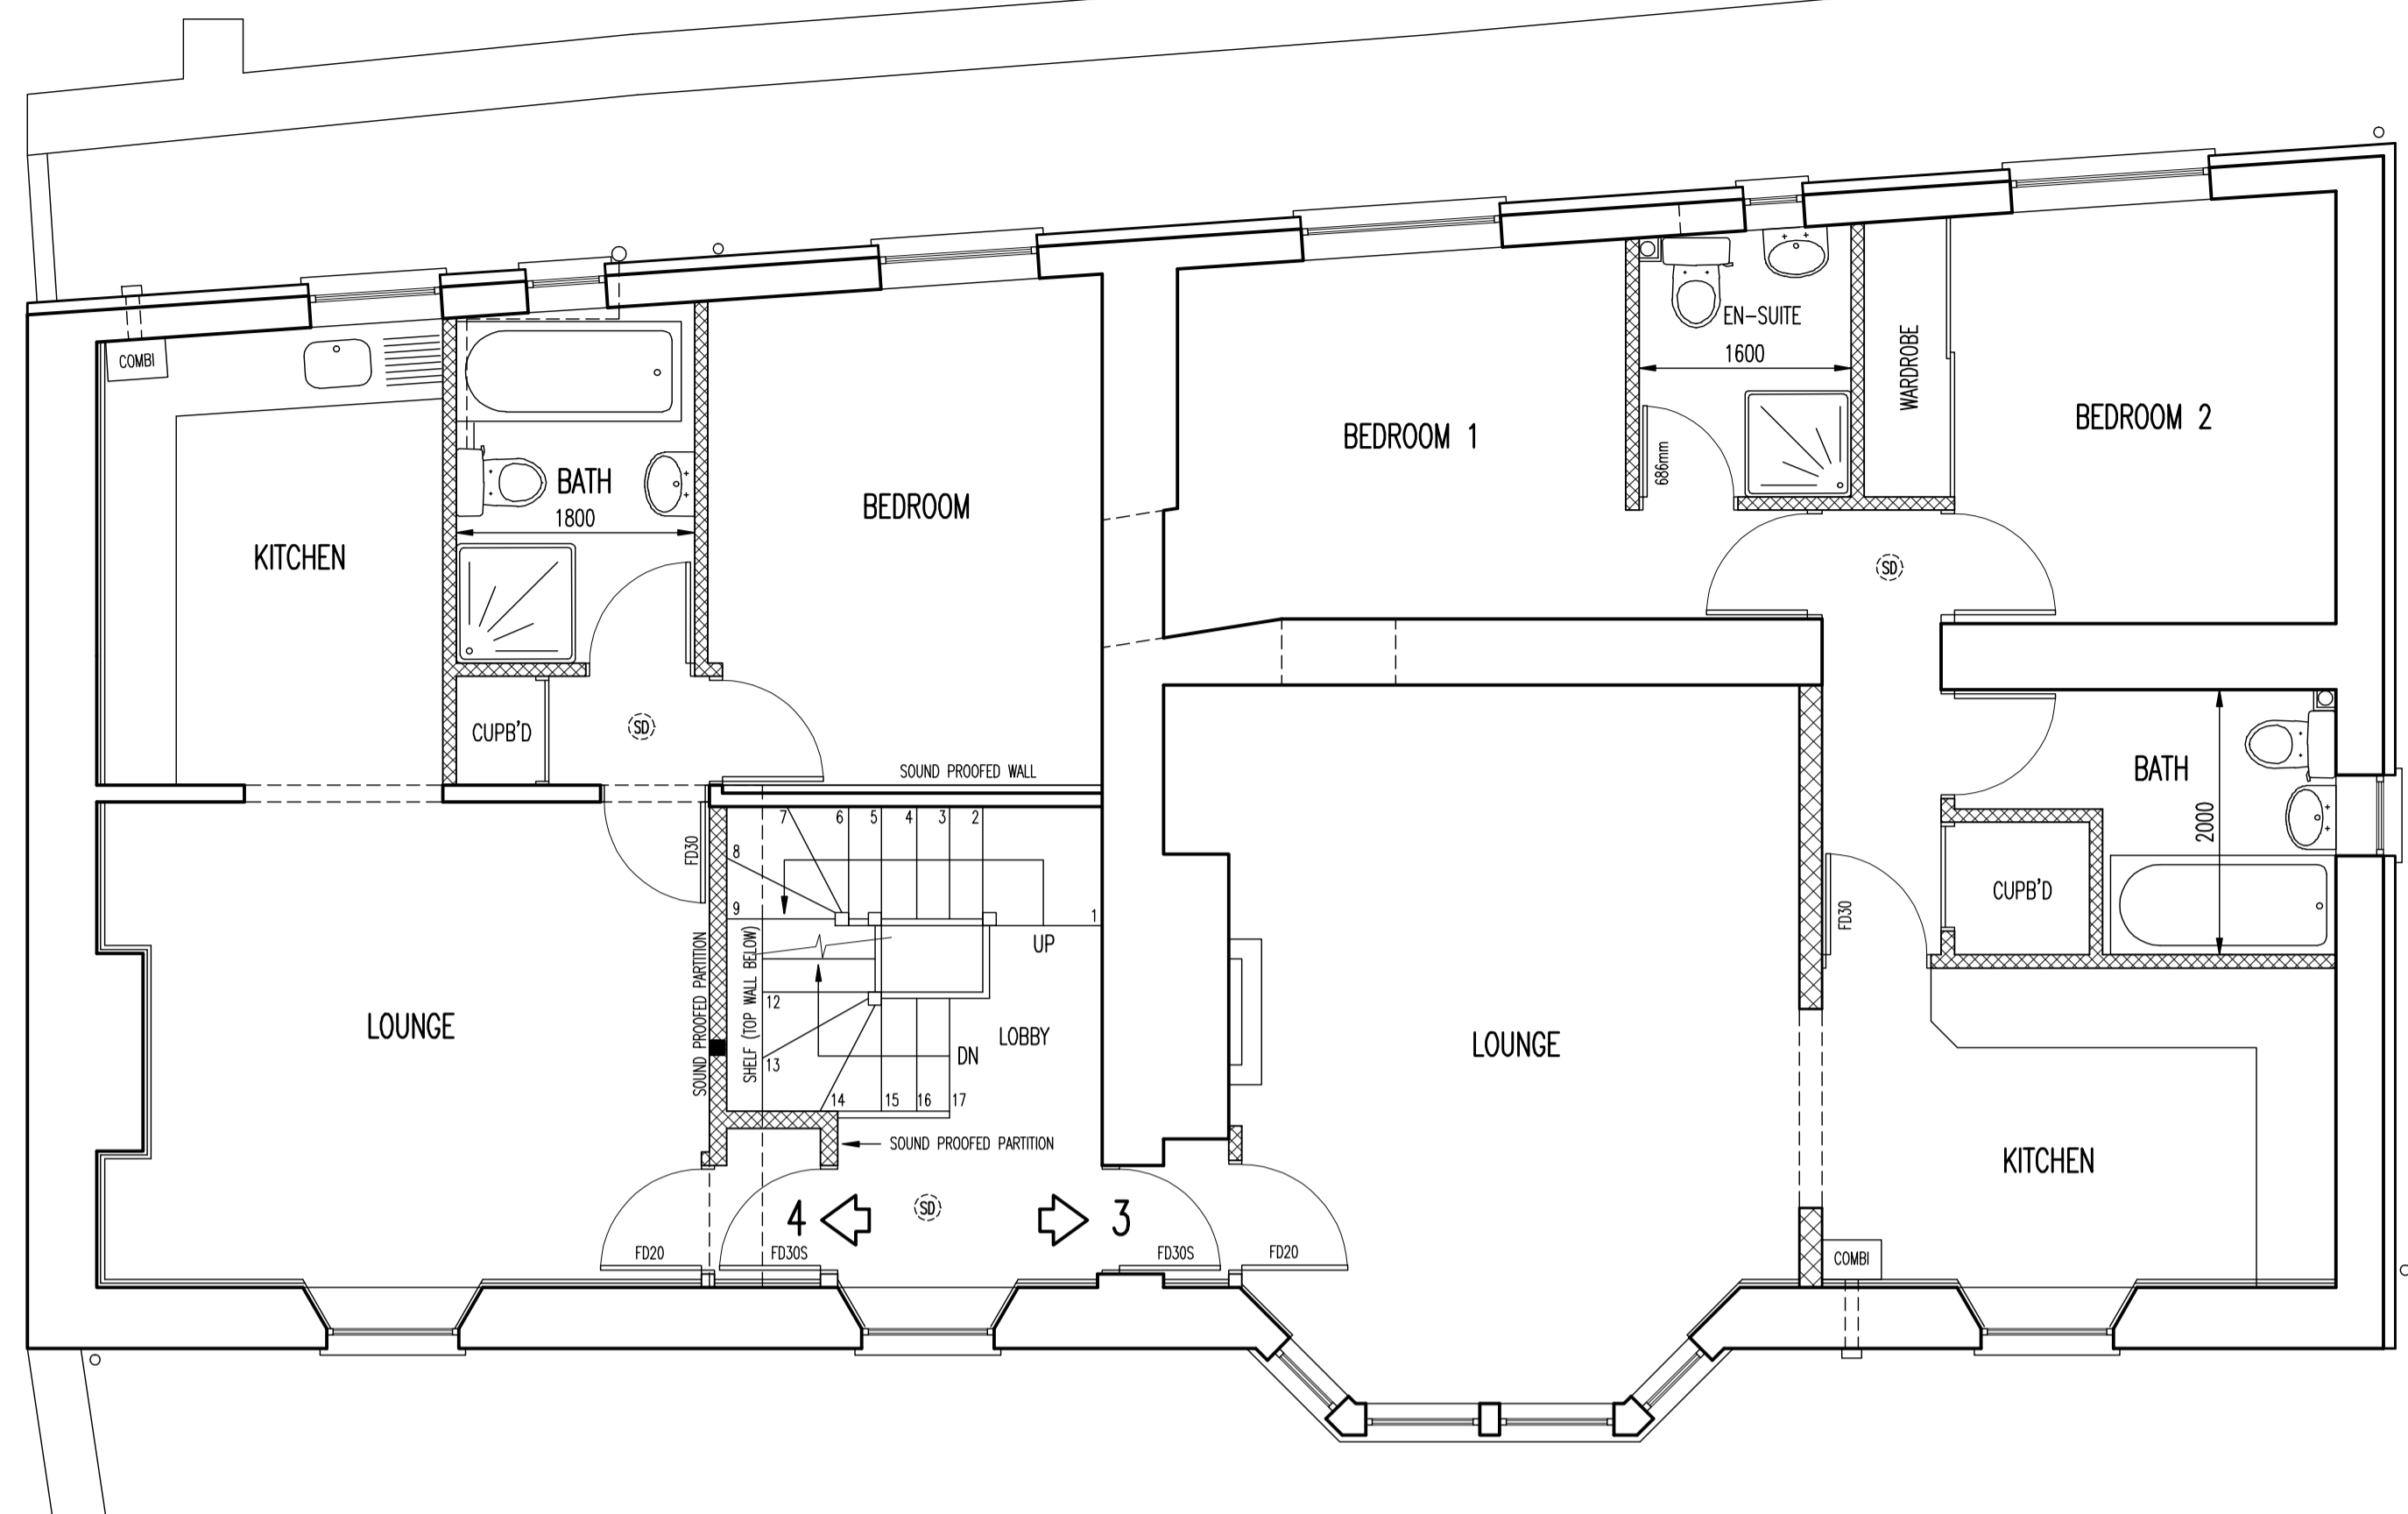 COMBI
EN-SUITE
1600
WARDROBE
BEDROOM 2
BEDROOM 1
686mm
BATH
1800
BEDROOM
KITCHEN
SD
CUPB'D
SD
SOUND PROOFED WALL
BATH
2000
CUPB'D
FD30
FD30
7
6
5
4
3
2
8
9
1
UP
SOUND PROOFED PARTITION
SHELF (TOP WALL BELOW)
12
13
14
15
16
17
DN
LOBBY
LOUNGE
LOUNGE
SOUND PROOFED PARTITION
KITCHEN
4
SD
3
FD20
FD30S
FD30S
FD20
COMBI